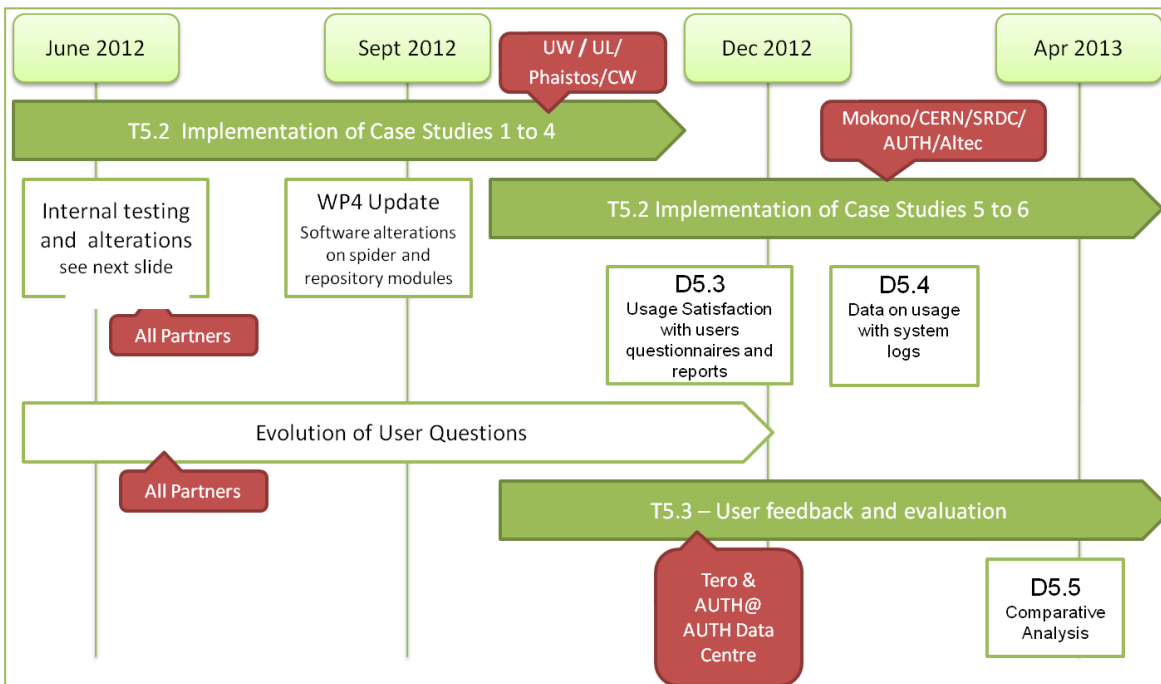 June 2012
Sept 2012
Dec 2012
Apr 2013
UW / UL/
Phaistos/CW
T5.2 Implementation of Case Studies 1 to 4
Mokono/CERN/SRDC/
AUTH/Altec
T5.2 Implementation of Case Studies 5 to 6
Internal testing
and alterations
see next slide
WP4 Update
Software alterations
on spider and
repository modules
All Partners
D5.3
Usage Satisfaction
with users
questionnaires and
reports
D5.4
Data on usage
with system
logs
Evolution of User Questions
All Partners
T5.3 – User feedback and evaluation
Tero &
AUTH@
AUTH Data
Centre
D5.5
Comparative
Analysis